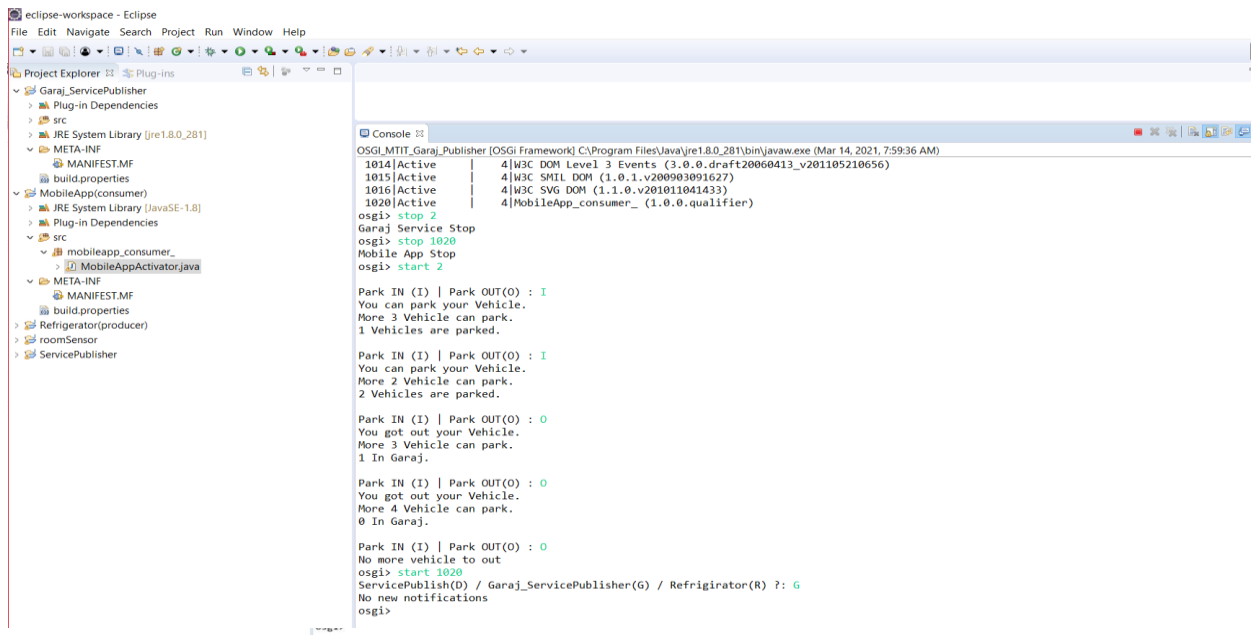 eclipse-workspace - Eclipse
File Edit Navigate Search Project Run Window Help
Project Explorer
Plug-ins
Garaj_ServicePublisher
Plug-in Dependencies
src
JRE System Library [jre1.8.0_281]
META-INF
MANIFEST.MF
build.properties
MobileApp(consumer)
JRE System Library [JavaSE-1.8]
Plug-in Dependencies
src
mobileapp_consumer_
MobileAppActivator.java
META-INF
MANIFEST.MF
build.properties
Refrigerator(producer)
roomSensor
ServicePublisher
Console
OSGI_MTIT_Garaj_Publisher [OSGi Framework] C:\Program Files\Java\jre1.8.0_281\bin\javaw.exe (Mar 14, 2021, 7:59:36 AM)
1014|Active | 4|W3C DOM Level 3 Events (3.0.0.draft20060413_v201105210656)
1015|Active | 4|W3C SMIL DOM (1.0.1.v200903091627)
1016|Active | 4|W3C SVG DOM (1.1.0.v201011041433)
1020|Active | 4|MobileApp_consumer_ (1.0.0.qualifier)
osgi> stop 2
Garaj Service Stop
osgi> stop 1020
Mobile App Stop
osgi> start 2
Park IN (I) | Park OUT(O) : I
You can park your Vehicle.
More 3 Vehicle can park.
1 Vehicles are parked.
Park IN (I) | Park OUT(O) : I
You can park your Vehicle.
More 2 Vehicle can park.
2 Vehicles are parked.
Park IN (I) | Park OUT(O) : O
You got out your Vehicle.
More 3 Vehicle can park.
1 In Garaj.
Park IN (I) | Park OUT(O) : O
You got out your Vehicle.
More 4 Vehicle can park.
0 In Garaj.
Park IN (I) | Park OUT(O) : O
No more vehicle to out
osgi> start 1020
ServicePublish(D) / Garaj_ServicePublisher(G) / Refrigirator(R) ?: G
No new notifications
osgi>